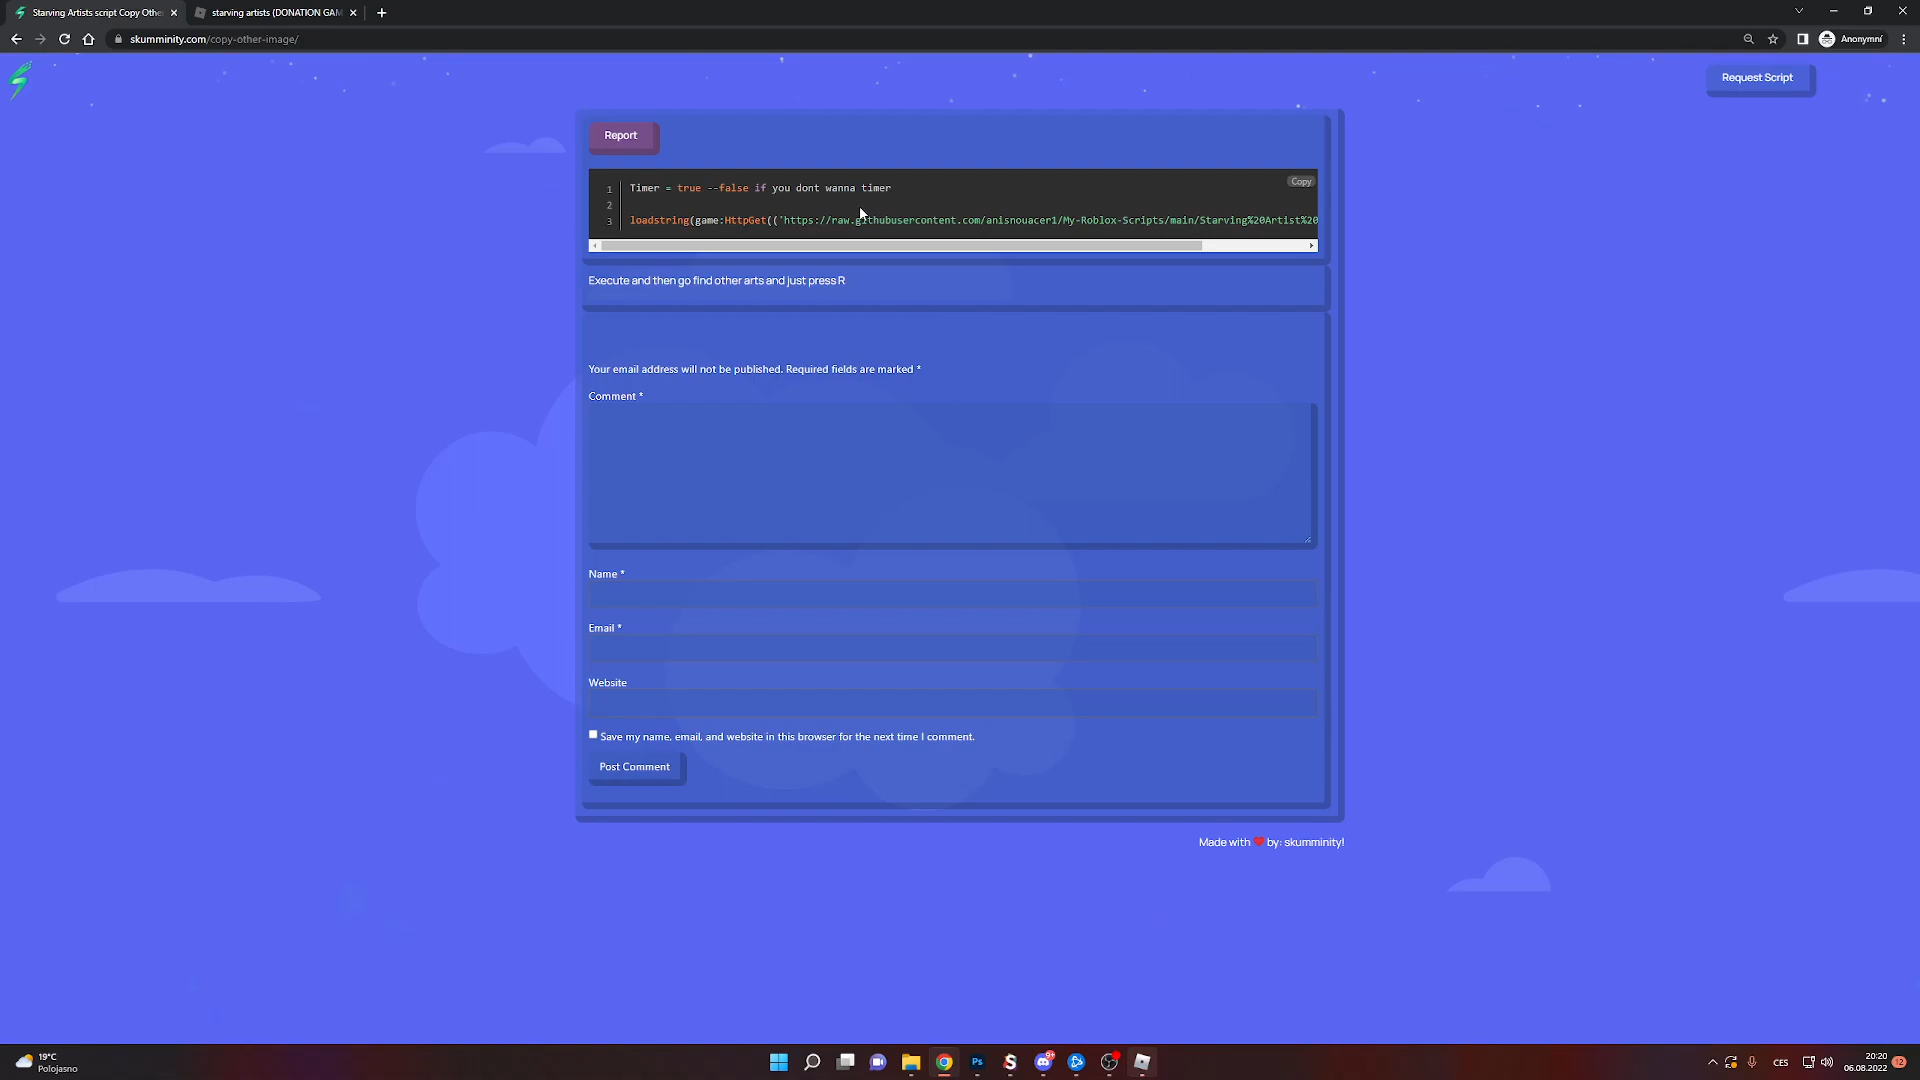 Starving Artists script Copy Othe
starving artists (DONATION GAM
skumminity.com/copy-other-image/
Anonymní
Request Script
Report
Copy
1 Timer = true --false if you dont wanna timer
2
3 loadstring(game:HttpGet(('https://raw.githubusercontent.com/anisnouacer1/My-Roblox-Scripts/main/Starving%20Artist%20
Execute and then go find other arts and just press R
Your email address will not be published. Required fields are marked *
Comment *
Name *
Email *
Website
Save my name, email, and website in this browser for the next time I comment.
Post Comment
Made with ❤ by: skumminity!
19°C
Polojasno
Ps
9+
CES
20:20
06.08.2022
12